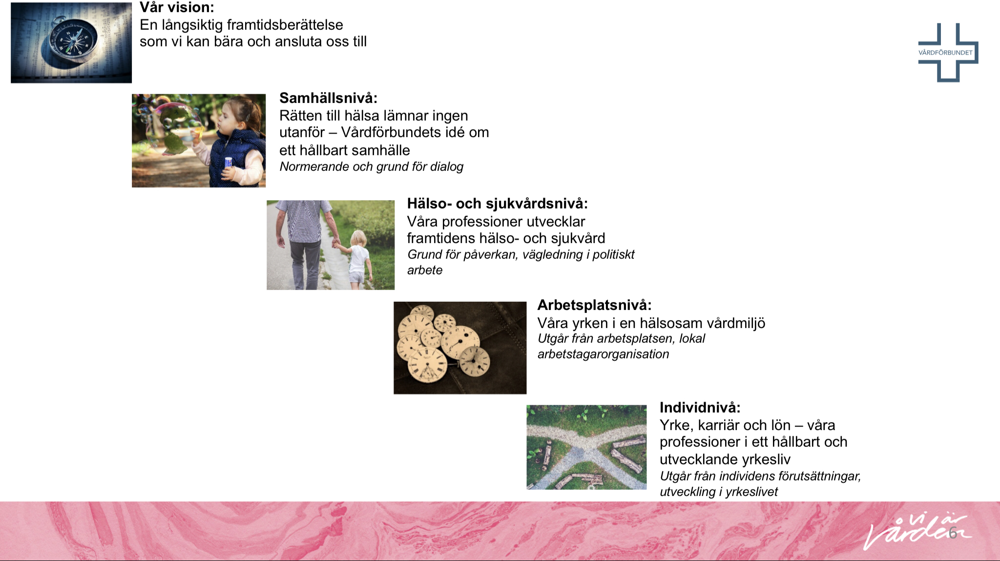 Vår vision:
En långsiktig framtidsberättelse
som vi kan bära och ansluta oss till
VÅRDFÖRBUNDET
Samhällsnivå:
Rätten till hälsa lämnar ingen
utanför – Vårdförbundets idé om
ett hållbart samhälle
Normerande och grund för dialog
Hälso- och sjukvårdsnivå:
Våra professioner utvecklar
framtidens hälso- och sjukvård
Grund för påverkan, vägledning i politiskt
arbete
Arbetsplatsnivå:
Våra yrken i en hälsosam vårdmiljö
Utgår från arbetsplatsen, lokal
arbetstagarorganisation
Individnivå:
Yrke, karriär och lön – våra
professioner i ett hållbart och
utvecklande yrkesliv
Utgår från individens förutsättningar,
utveckling i yrkeslivet
vi är
vården
6